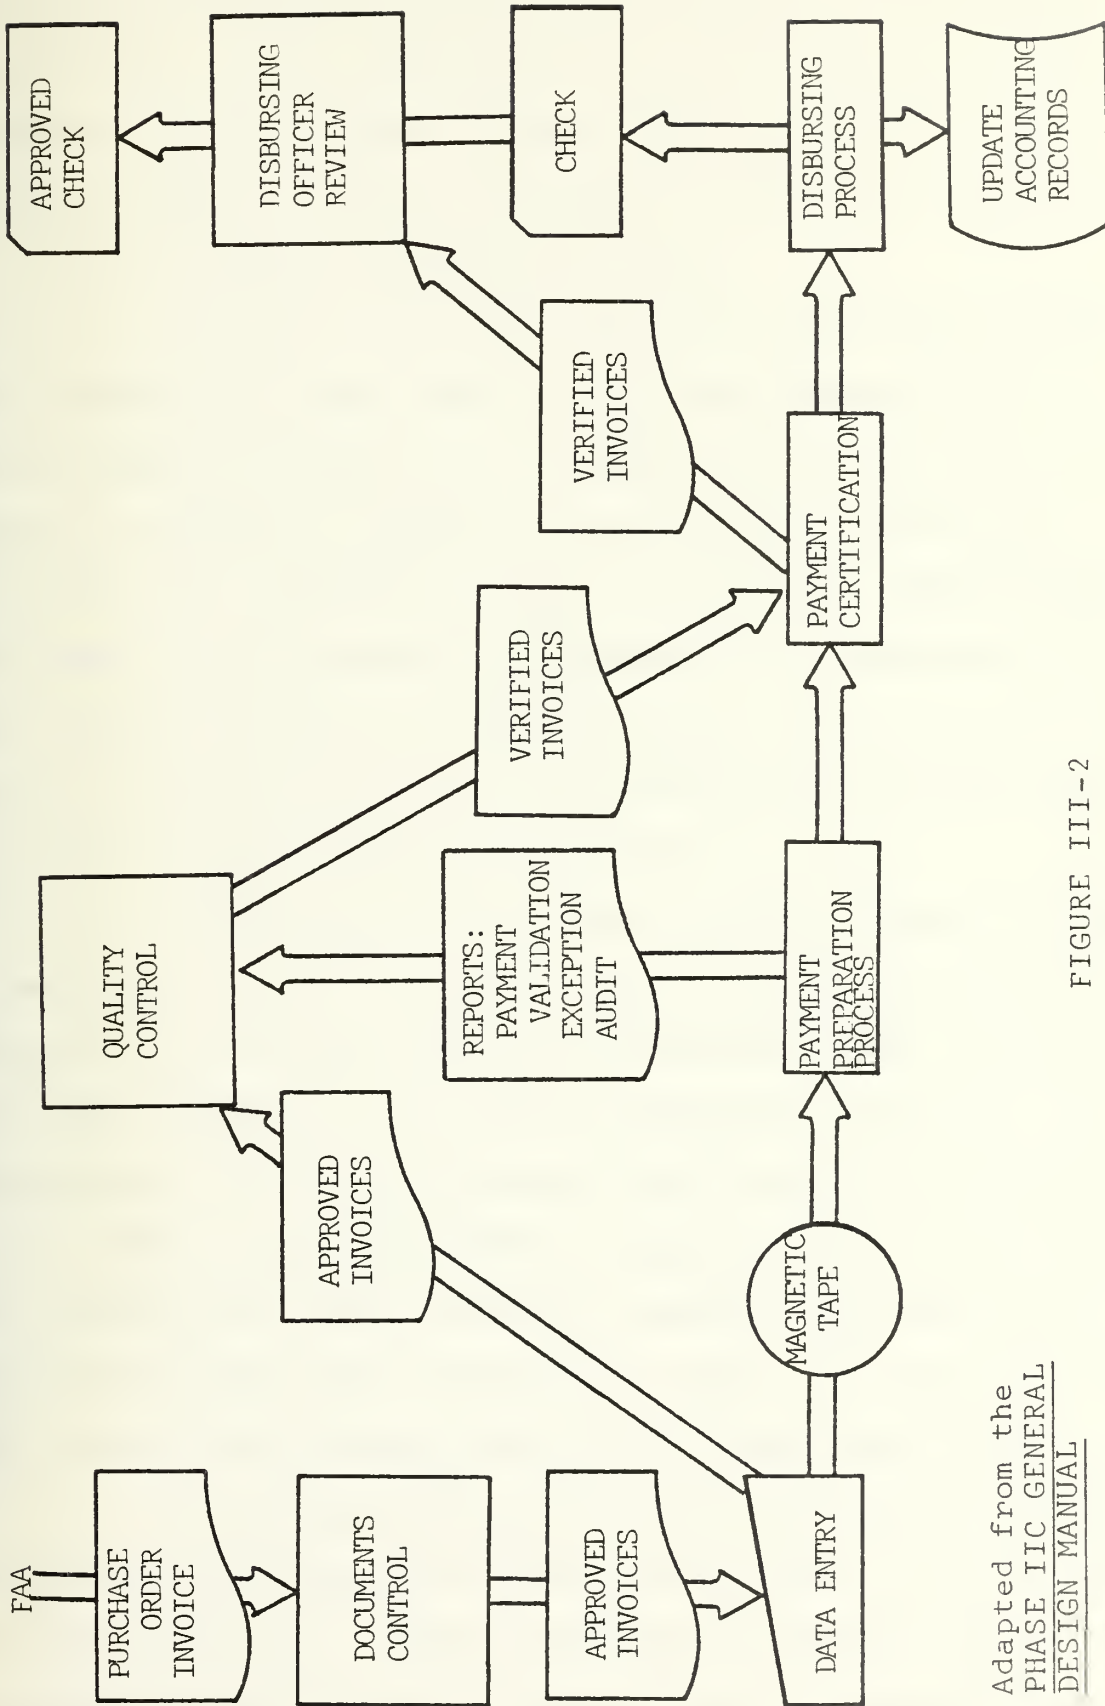 FAA
PURCHASE
ORDER
INVOICE
DOCUMENTS
CONTROL
APPROVED
INVOICES
DATA ENTRY
MAGNETIC
TAPE
APPROVED
INVOICES
QUALITY
CONTROL
REPORTS:
PAYMENT
VALIDATION
EXCEPTION
AUDIT
PAYMENT
PREPARATION
PROCESS
VERIFIED
INVOICES
PAYMENT
CERTIFICATION
VERIFIED
INVOICES
DISBURSING
OFFICER
REVIEW
APPROVED
CHECK
CHECK
DISBURSING
PROCESS
UPDATE
ACCOUNTING
RECORDS
Adapted from the
PHASE IIC GENERAL
DESIGN MANUAL
FIGURE III-2